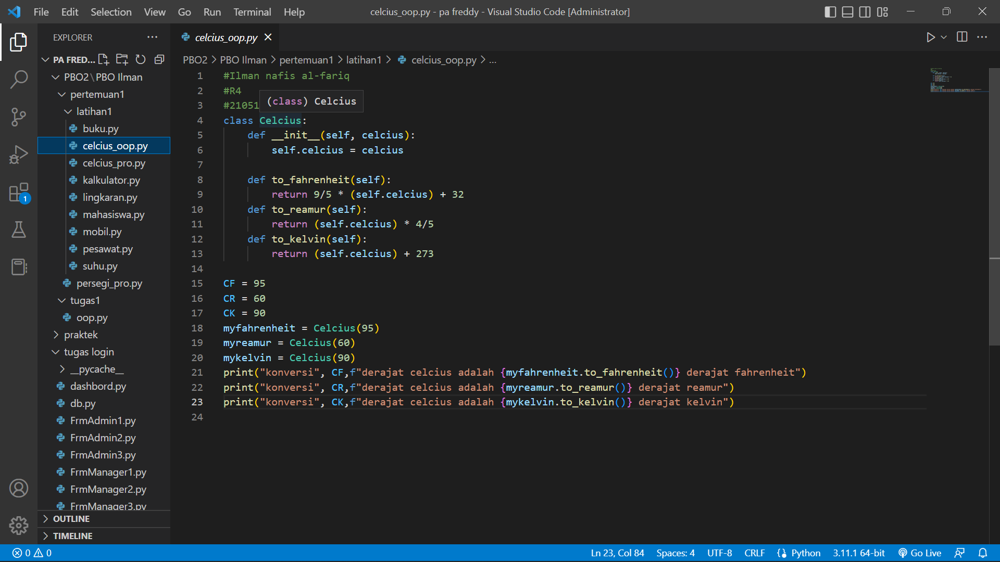 File Edit Selection View Go Run Terminal Help
celcius_oop.py - pa freddy - Visual Studio Code [Administrator]
EXPLORER
PA FRED...
PBO2\PBO Ilman
pertemuan1
latihan1
buku.py
celcius_oop.py
celcius_pro.py
kalkulator.py
lingkaran.py
mahasiswa.py
mobil.py
pesawat.py
suhu.py
persegi_pro.py
tugas1
oop.py
praktek
tugas login
__pycache__
dashbord.py
db.py
FrmAdmin1.py
FrmAdmin2.py
FrmAdmin3.py
FrmManager1.py
FrmManager2.py
FrmManager3.py
OUTLINE
TIMELINE
1
celcius_oop.py
PBO2 > PBO Ilman > pertemuan1 > latihan1 > celcius_oop.py > ...
1 #Ilman nafis al-fariq
2 #R4
(class) Celcius
3 #21051
4 class Celcius:
5 def __init__(self, celcius):
6 self.celcius = celcius
7
8 def to_fahrenheit(self):
9 return 9/5 * (self.celcius) + 32
10 def to_reamur(self):
11 return (self.celcius) * 4/5
12 def to_kelvin(self):
13 return (self.celcius) + 273
14
15 CF = 95
16 CR = 60
17 CK = 90
18 myfahrenheit = Celcius(95)
19 myreamur = Celcius(60)
20 mykelvin = Celcius(90)
21 print("konversi", CF,f"derajat celcius adalah {myfahrenheit.to_fahrenheit()} derajat fahrenheit")
22 print("konversi", CR,f"derajat celcius adalah {myreamur.to_reamur()} derajat reamur")
23 print("konversi", CK,f"derajat celcius adalah {mykelvin.to_kelvin()} derajat kelvin")
24
0 0
Ln 23, Col 84 Spaces: 4 UTF-8 CRLF Python 3.11.1 64-bit Go Live